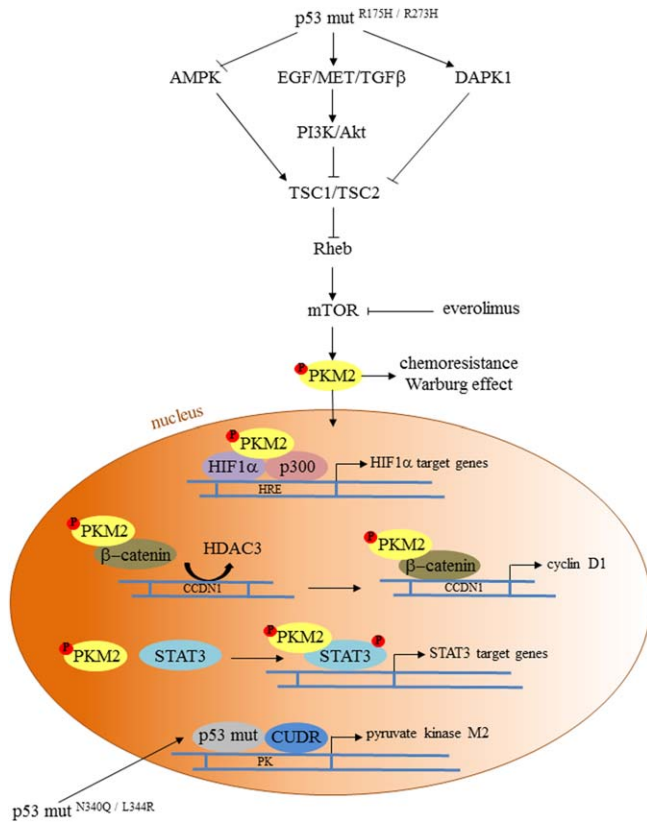 p53 mut R175H / R273H
AMPK
EGF/MET/TGFβ
DAPK1
PI3K/Akt
TSC1/TSC2
Rheb
mTOR
everolimus
P
PKM2
chemoresistance
Warburg effect
nucleus
P
PKM2
HIF1α
p300
HIF1α target genes
HRE
P
PKM2
β–catenin
HDAC3
CCDN1
P
PKM2
β–catenin
cyclin D1
CCDN1
P
PKM2
STAT3
P
PKM2
P
STAT3
STAT3 target genes
p53 mut
CUDR
pyruvate kinase M2
PK
p53 mut N340Q / L344R